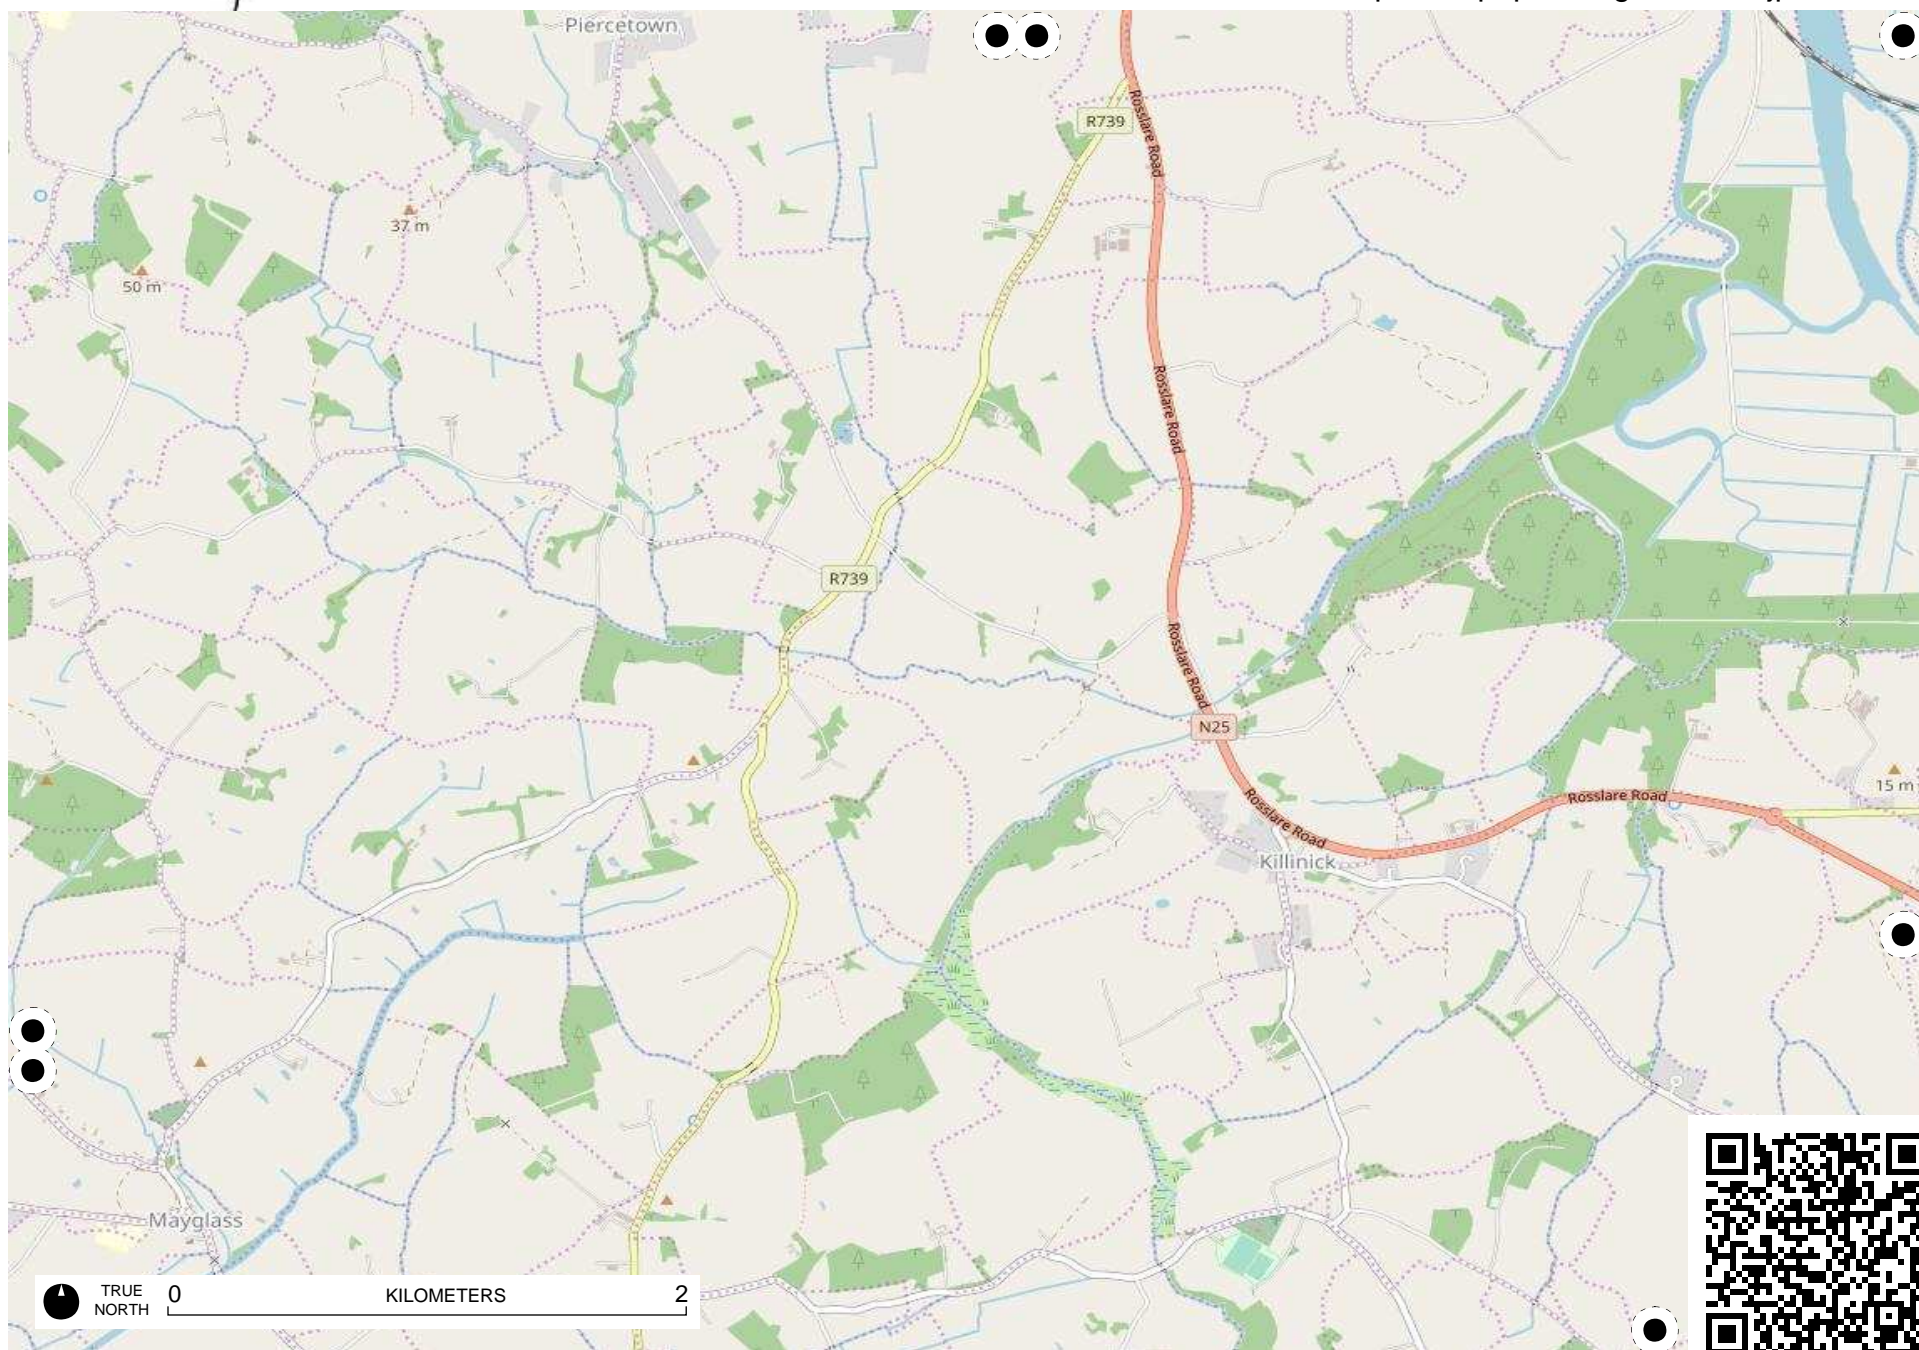 Piercetown
R739
Rosslare Road
37 m
50 m
Rosslare Road
R739
Rosslare Road
N25
Rosslare Road
Rosslare Road
15 m
Killinick
Mayglass
TRUE
NORTH
0 KILOMETERS 2